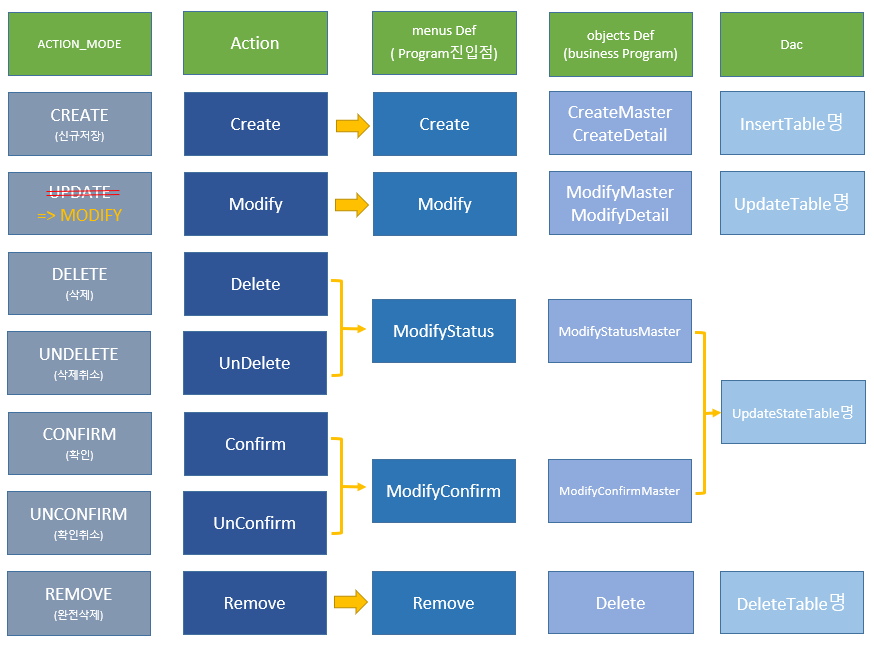 ACTION_MODE
Action
menus Def
( Program진입점)
objects Def
(business Program)
Dac
CREATE
(신규저장)
Create
Create
CreateMaster
CreateDetail
InsertTable명
UPDATE
=> MODIFY
Modify
Modify
ModifyMaster
ModifyDetail
UpdateTable명
DELETE
(삭제)
Delete
UNDELETE
(삭제취소)
UnDelete
ModifyStatus
ModifyStatusMaster
UpdateStateTable명
CONFIRM
(확인)
Confirm
UNCONFIRM
(확인취소)
UnConfirm
ModifyConfirm
ModifyConfirmMaster
REMOVE
(완전삭제)
Remove
Remove
Delete
DeleteTable명